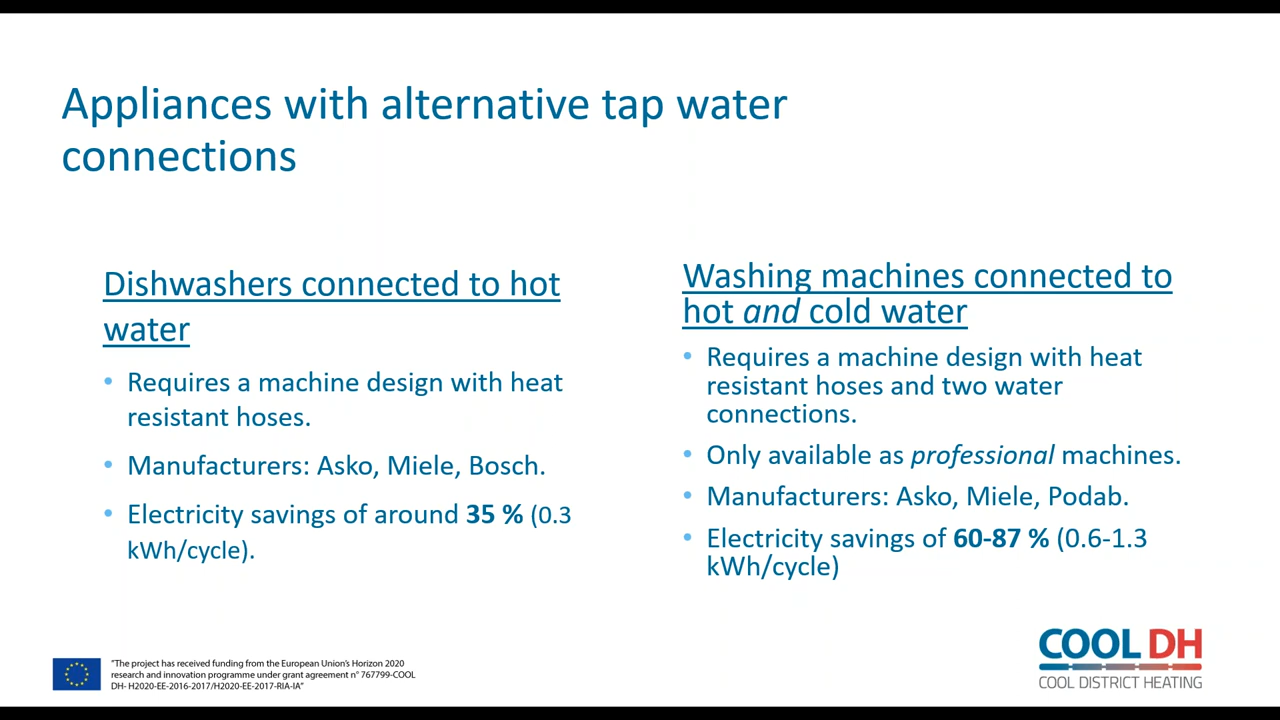 Appliances with alternative tap water
connections
Dishwashers connected to hot
water
• Requires a machine design with heat
resistant hoses.
• Manufacturers: Asko, Miele, Bosch.
• Electricity savings of around 35 % (0.3
kWh/cycle).
Washing machines connected to
hot and cold water
• Requires a machine design with heat
resistant hoses and two water
connections.
• Only available as professional machines.
• Manufacturers: Asko, Miele, Podab.
• Electricity savings of 60-87 % (0.6-1.3
kWh/cycle)
"The project has received funding from the European Union's Horizon 2020
research and innovation programme under grant agreement n° 767799-COOL
DH- H2020-EE-2016-2017/H2020-EE-2017-RIA-IA"
COOL DH
COOL DISTRICT HEATING